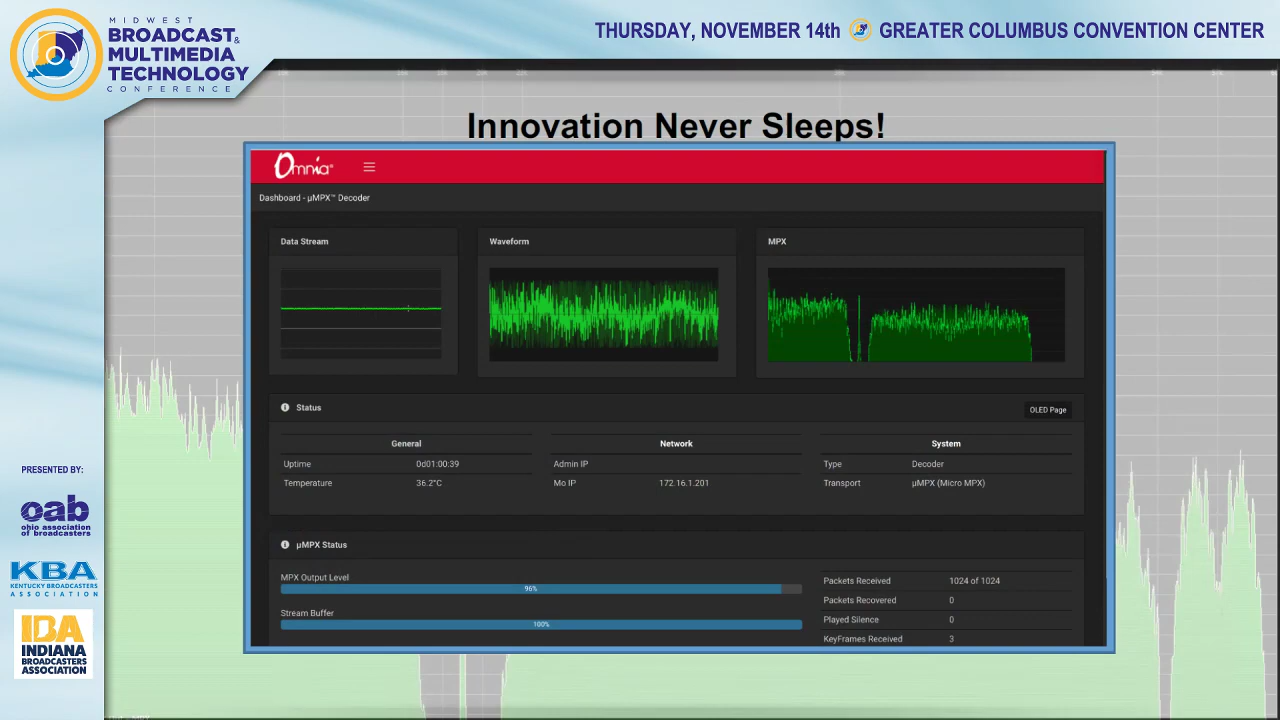 MIDWEST
BROADCAST &
MULTIMEDIA
TECHNOLOGY
CONFERENCE
THURSDAY, NOVEMBER 14th GREATER COLUMBUS CONVENTION CENTER
Innovation Never Sleeps!
Omnia
Dashboard - µMPX™ Decoder
Data Stream
Waveform
MPX
Status
OLED Page
General
Network
System
Uptime 0d01:00:39
Admin IP
Type Decoder
Temperature 36.2°C
Mo IP 172.16.1.201
Transport µMPX (Micro MPX)
µMPX Status
MPX Output Level
96%
Stream Buffer
100%
Packets Received 1024 of 1024
Packets Recovered 0
Played Silence 0
KeyFrames Received 3
PRESENTED BY:
oab
ohio association
of broadcasters
KBA
KENTUCKY BROADCASTERS
ASSOCIATION
IBA
INDIANA
BROADCASTERS
ASSOCIATION